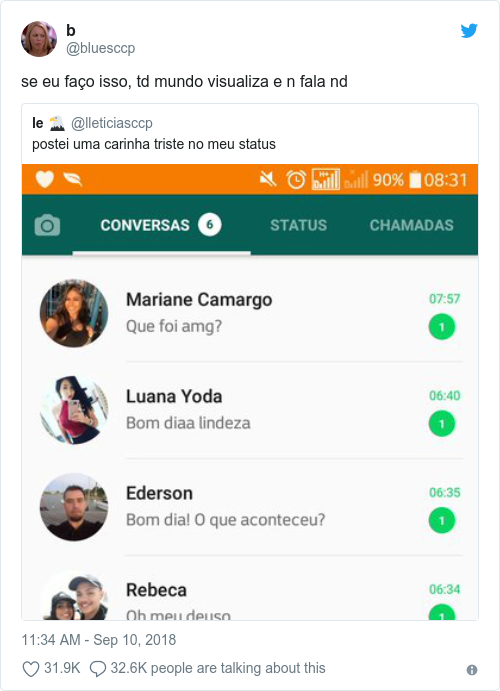 b
@bluesccp
se eu faço isso, td mundo visualiza e n fala nd
le @lleticiasccp
postei uma carinha triste no meu status
90% 08:31
CONVERSAS 6 STATUS CHAMADAS
Mariane Camargo 07:57
Que foi amg? 1
Luana Yoda 06:40
Bom diaa lindeza 1
Ederson 06:35
Bom dia! O que aconteceu? 1
Rebeca 06:34
Oh meu deuso 1
11:34 AM - Sep 10, 2018
31.9K 32.6K people are talking about this